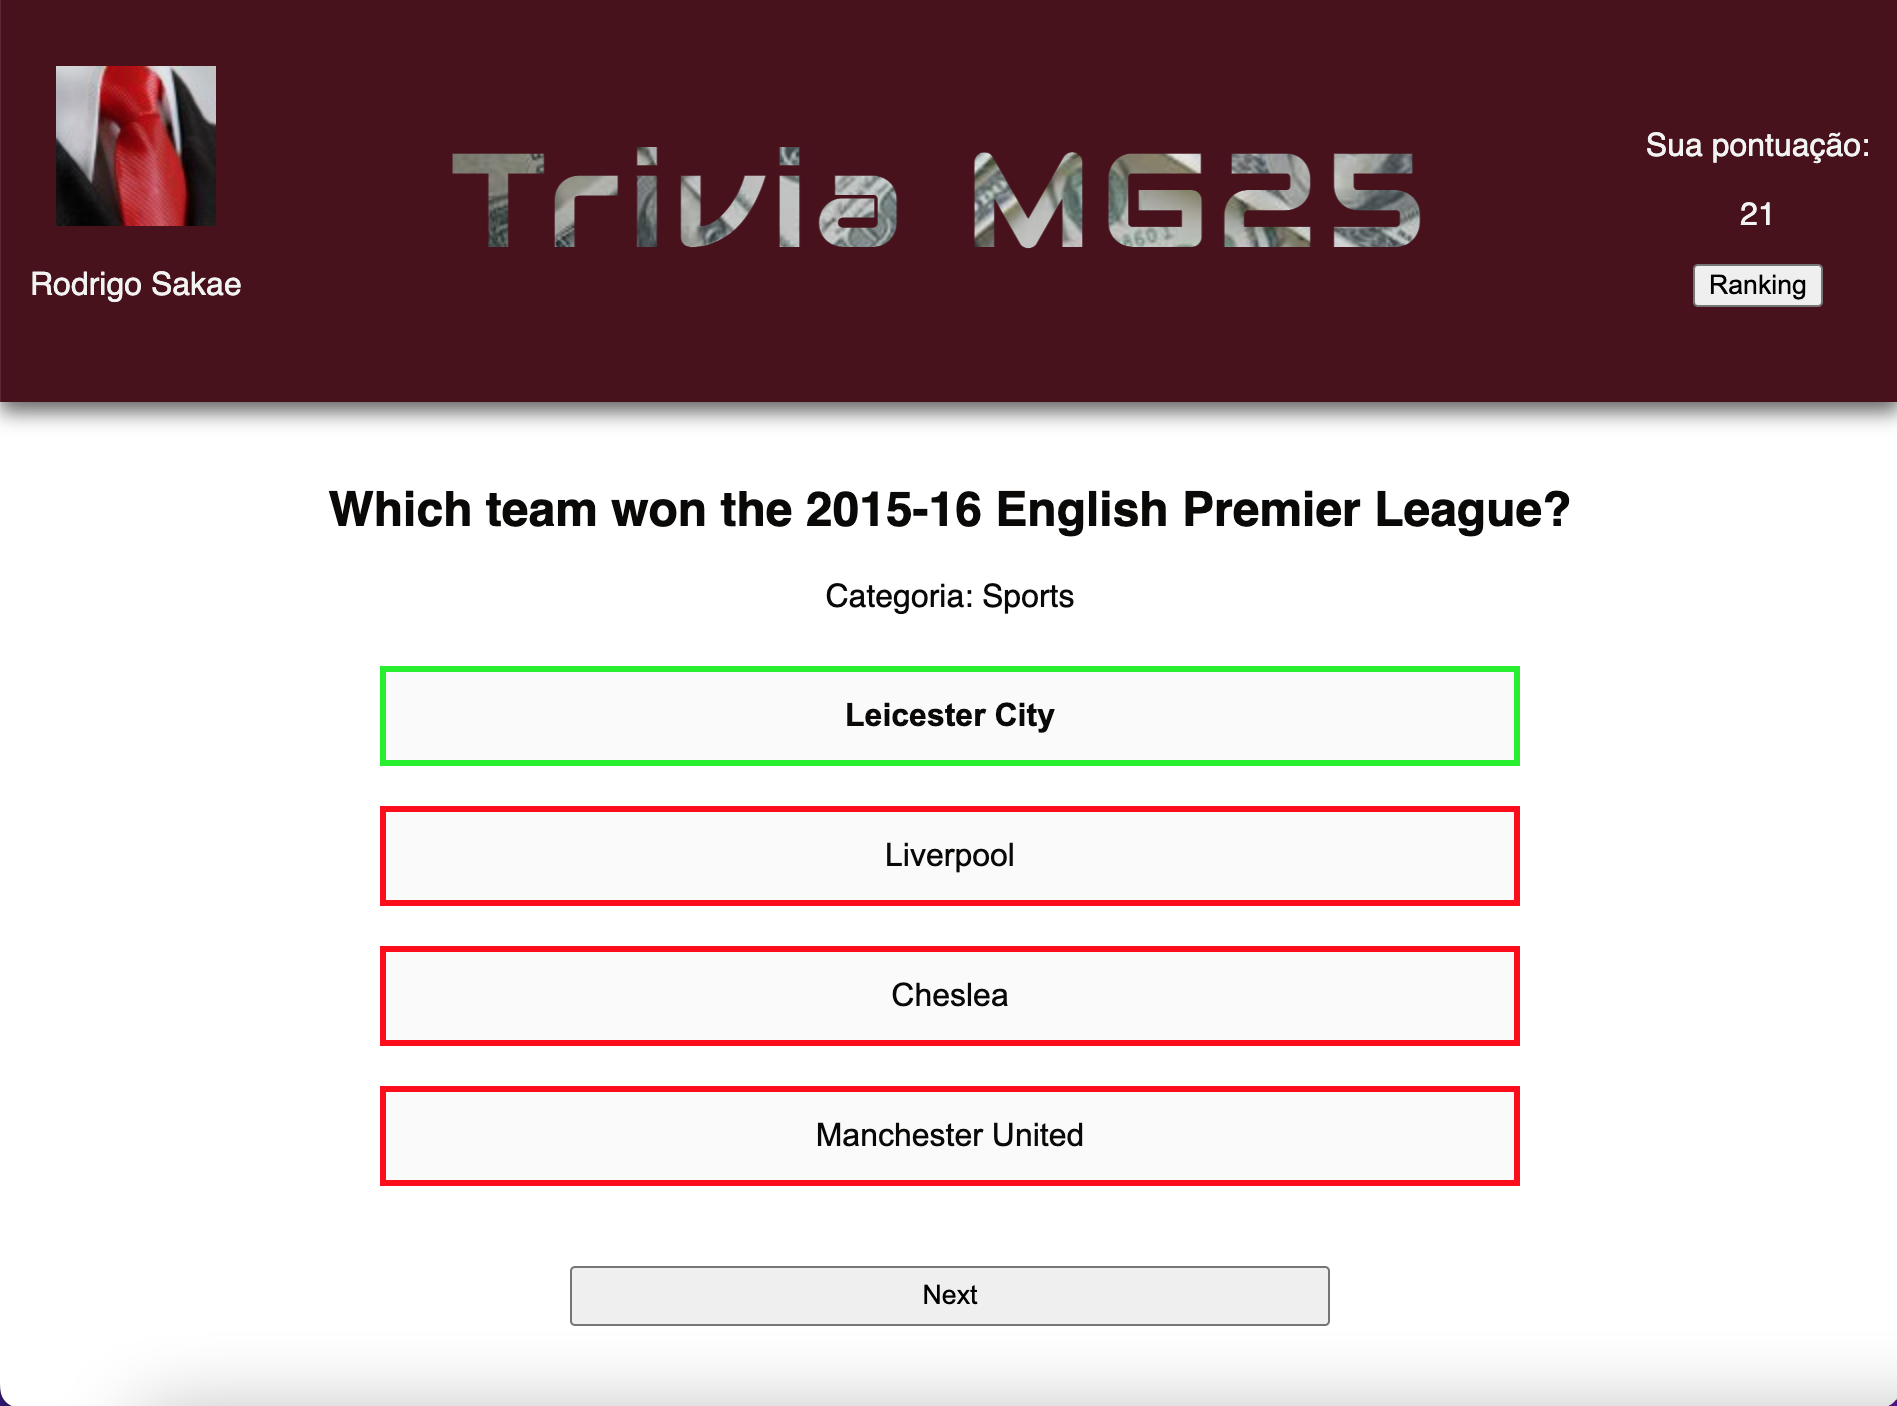 Rodrigo Sakae
Trivia MG25
Sua pontuação:
21
Ranking
Which team won the 2015-16 English Premier League?
Categoria: Sports
Leicester City
Liverpool
Cheslea
Manchester United
Next